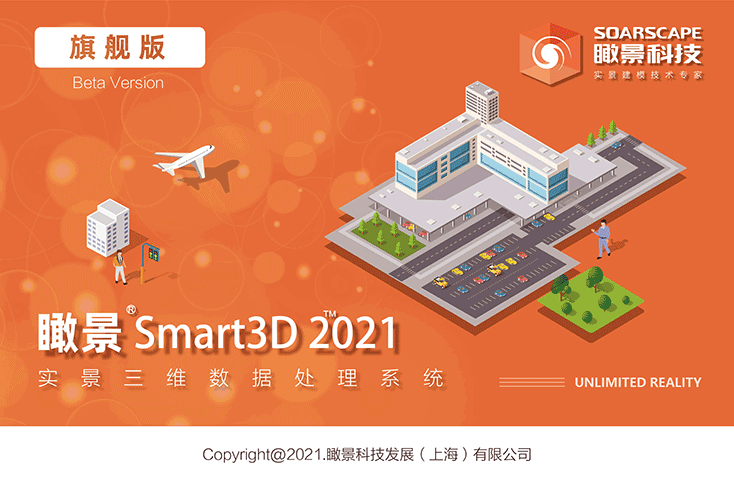 旗舰版
Beta Version
SOARSCAPE
瞰景科技
实景建模技术专家
瞰景® Smart3D™ 2021
实景三维数据处理系统
UNLIMITED REALITY
Copyright@2021.瞰景科技发展（上海）有限公司